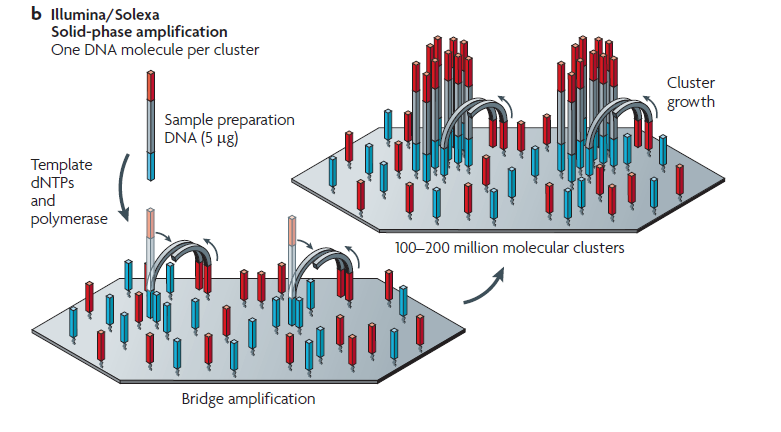 b Illumina/Solexa
Solid-phase amplification
One DNA molecule per cluster
Sample preparation
DNA (5 µg)
Template
dNTPs
and
polymerase
Cluster
growth
100–200 million molecular clusters
Bridge amplification